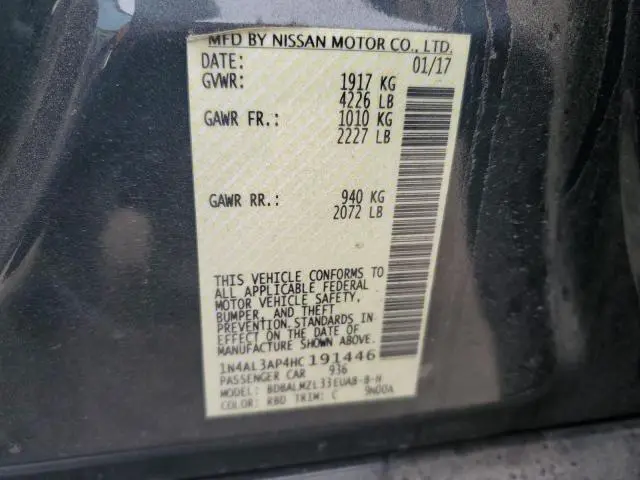 MFD BY NISSAN MOTOR CO., LTD.
DATE: 01/17
GVWR: 1917 KG
4226 LB
GAWR FR.: 1010 KG
2227 LB
GAWR RR.: 940 KG
2072 LB
THIS VEHICLE CONFORMS TO
ALL APPLICABLE FEDERAL
MOTOR VEHICLE SAFETY,
BUMPER, AND THEFT
PREVENTION STANDARDS IN
EFFECT ON THE DATE OF
MANUFACTURE SHOWN ABOVE.
1N4AL3AP4HC191446
PASSENGER CAR 936
MODEL: BDBALMZL33EUA8-B-H
COLOR: RBD TRIM: C 9N00A